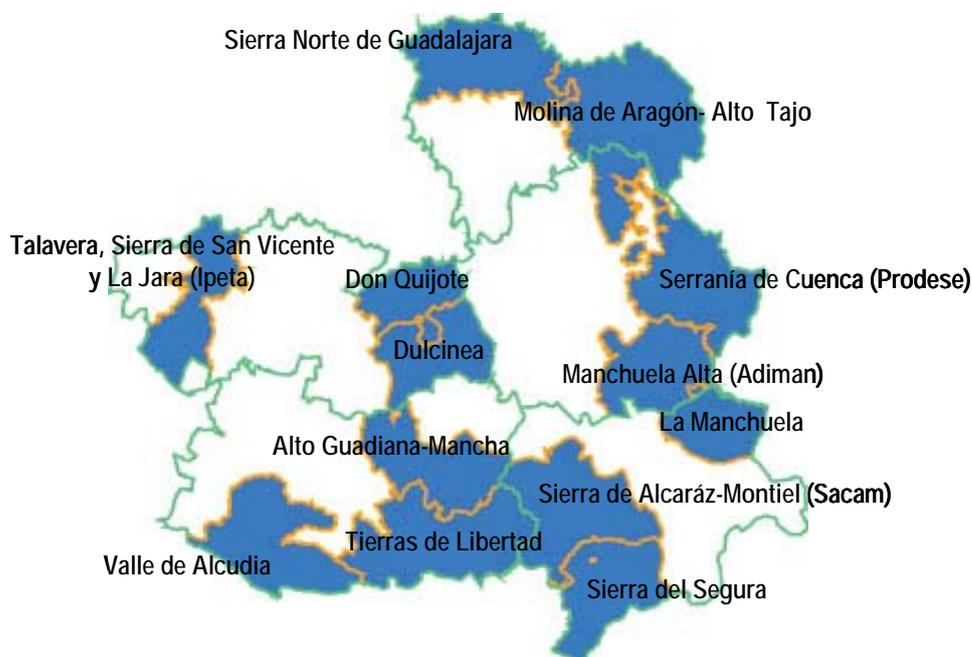 Sierra Norte de Guadalajara
Molina de Aragón- Alto Tajo
Talavera, Sierra de San Vicente
y La Jara (Ipeta)
Don Quijote
Serranía de Cuenca (Prodese)
Dulcinea
Manchuela Alta (Adiman)
La Manchuela
Alto Guadiana-Mancha
Sierra de Alcaráz-Montiel (Sacam)
Tierras de Libertad
Valle de Alcudia
Sierra del Segura